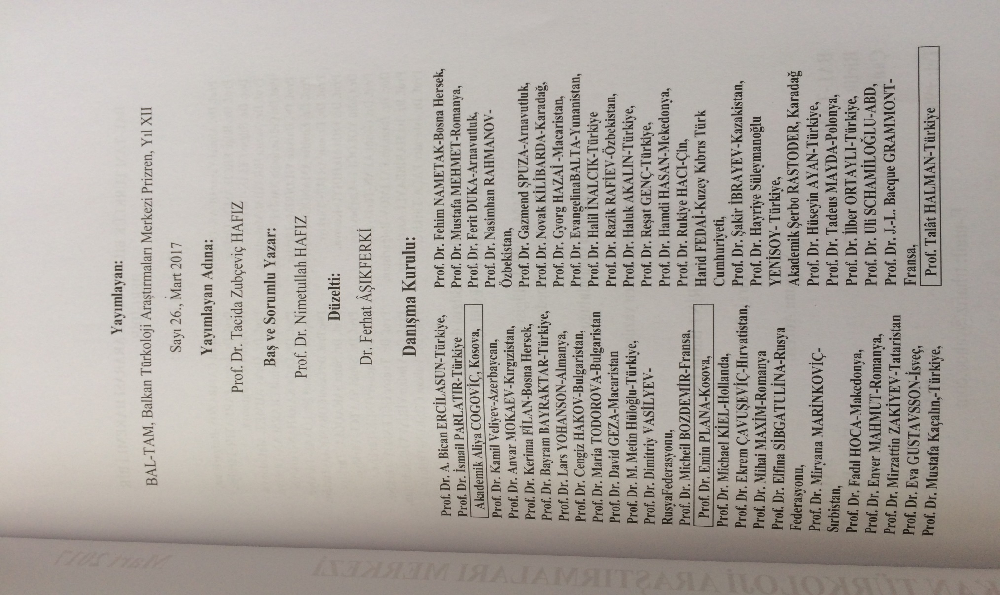 Yayımlayan:
BAL-TAM, Balkan Türkoloji Araştırmaları Merkezi Prizren, Yıl XII
Sayı 26., Mart 2017
Yayımlayan Adına:
Prof. Dr. Tacida Zubçeviç HAFIZ
Baş ve Sorumlu Yazar:
Prof. Dr. Nimetullah HAFIZ
Düzelti:
Dr. Ferhat ÂŞIKFERKİ
Danışma Kurulu:
Prof. Dr. A. Bican ERCİLASUN-Türkiye,
Prof. Dr. İsmail PARLATIR-Türkiye
Akademik Aliya COGOVİÇ, Kosova,
Prof. Dr. Kamil Veliyev-Azerbaycan,
Prof. Dr. Anvar MOKAEV-Kırgızistan,
Prof. Dr. Kerima FİLAN-Bosna Hersek,
Prof. Dr. Bayram BAYRAKTAR-Türkiye,
Prof. Dr. Lars YOHANSON-Almanya,
Prof. Dr. Cengiz HAKOV-Bulgaristan,
Prof. Dr. Maria TODOROVA-Bulgaristan
Prof. Dr. David GEZA-Macaristan
Prof. Dr. M. Metin Hüloğlu-Türkiye,
Prof. Dr. Dimitriy VASİLYEV-
RusyaFederasyonu,
Prof. Dr. Micheil BOZDEMİR-Fransa,
Prof. Dr. Emin PLANA-Kosova,
Prof. Dr. Michael KİEL-Hollanda,
Prof. Dr. Ekrem ÇAVUŞEVİÇ-Hırvatistan,
Prof. Dr. Mihai MAXİM-Romanya
Prof. Dr. Elfina SİBGATULİNA-Rusya
Federasyonu,
Prof. Dr. Miryana MARİNKOVİÇ-
Sırbistan,
Prof. Dr. Fadıl HOCA-Makedonya,
Prof. Dr. Enver MAHMUT-Romanya,
Prof. Dr. Mirzattin ZAKİYEV-Tataristan
Prof. Dr. Eva GUSTAVSSON-İsveç,
Prof. Dr. Mustafa Kaçalın,-Türkiye,
Prof. Dr. Fehim NAMETAK-Bosna Hersek,
Prof. Dr. Mustafa MEHMET-Romanya,
Prof. Dr. Ferit DUKA-Arnavutluk,
Prof. Dr. Nasimhan RAHMANOV-
Özbekistan,
Prof. Dr. Gazmend ŞPUZA-Arnavutluk,
Prof. Dr. Novak KİLİBARDA-Karadağ,
Prof. Dr. Gyorg HAZAİ -Macaristan,
Prof. Dr. EvangelinaBALTA-Yunanistan,
Prof. Dr. Halil İNALCIK-Türkiye
Prof. Dr. Razik RAFİEV-Özbekistan,
Prof. Dr. Haluk AKALIN-Türkiye,
Prof. Dr. Reşat GENÇ-Türkiye,
Prof. Dr. Hamdi HASAN-Mekedonya,
Prof. Dr. Rukiye HACI-Çin,
Harid FEDAİ-Kuzey Kıbrıs Türk
Cumhuriyeti,
Prof. Dr. Şakir İBRAYEV-Kazakistan,
Prof. Dr. Hayriye Süleymanoğlu
YENİSOY- Türkiye,
Akademik Şerbo RASTODER, Karadağ
Prof. Dr. Hüseyin AYAN-Türkiye,
Prof. Dr. Tadeus MAYDA-Polonya,
Prof. Dr. İlber ORTAYLI-Türkiye,
Prof. Dr. Uli SCHAMİLOĞLU-ABD,
Prof. Dr. J.-L. Bacque GRAMMONT-
Fransa,
Prof. Talât HALMAN-Türkiye
Mart 2017
KAN TÜRKOLOJİ ARAŞTIRMALARI MERKEZİ